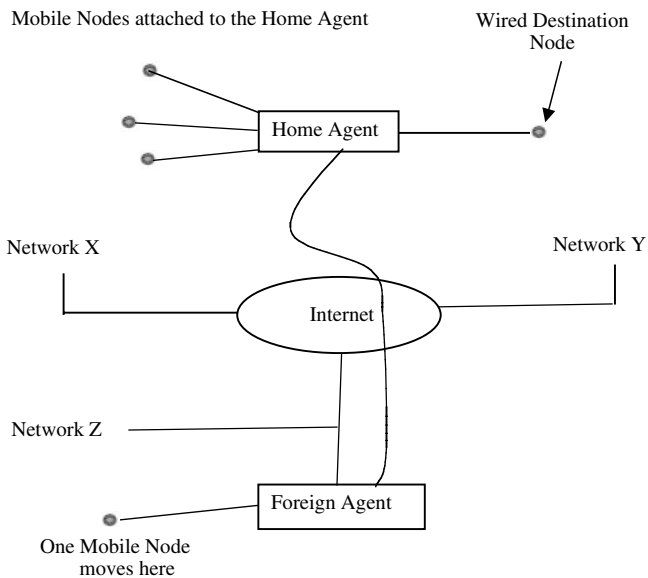 Mobile Nodes attached to the Home Agent
Wired Destination
Node
Home Agent
Network X
Network Y
Internet
Network Z
Foreign Agent
One Mobile Node
moves here